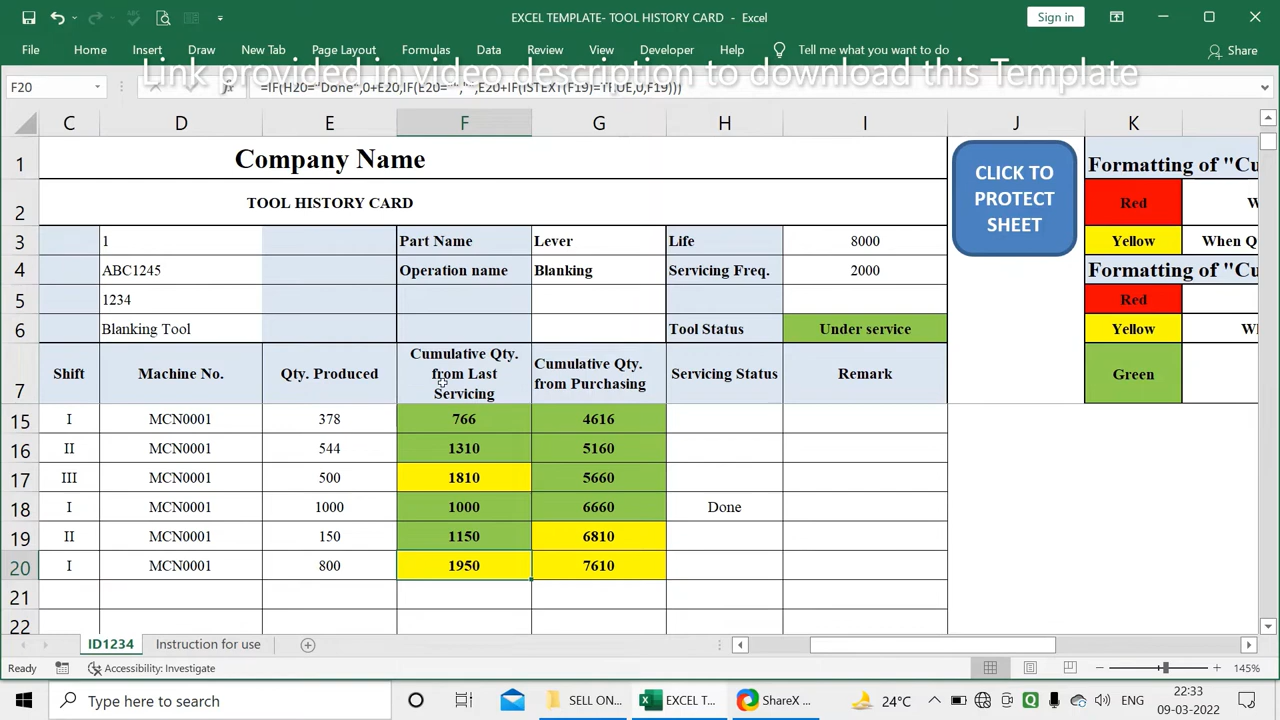 EXCEL TEMPLATE- TOOL HISTORY CARD - Excel
Sign in
File Home Insert Draw New Tab Page Layout Formulas Data Review View Developer Help Tell me what you want to do Share
Link provided in video description to download this Template
F20 fx =IF(H20="Done",0+E20,IF(E20="","",E20+IF(ISTEXT(F19)=TRUE,0,F19)))
C D E F G H I J K
1 Company Name
CLICK TO PROTECT SHEET
Formatting of "Cu
2 TOOL HISTORY CARD Red W
3 1 Part Name Lever Life 8000 Yellow When Q
4 ABC1245 Operation name Blanking Servicing Freq. 2000 Formatting of "Cu
5 1234 Red
6 Blanking Tool Tool Status Under service Yellow Wl
7 Shift Machine No. Qty. Produced Cumulative Qty. from Last Servicing Cumulative Qty. from Purchasing Servicing Status Remark Green
15 I MCN0001 378 766 4616
16 II MCN0001 544 1310 5160
17 III MCN0001 500 1810 5660
18 I MCN0001 1000 1000 6660 Done
19 II MCN0001 150 1150 6810
20 I MCN0001 800 1950 7610
21
22
ID1234 Instruction for use
Ready Accessibility: Investigate 145%
Type here to search SELL ON... EXCEL T... ShareX ... 24°C ENG 22:33
09-03-2022